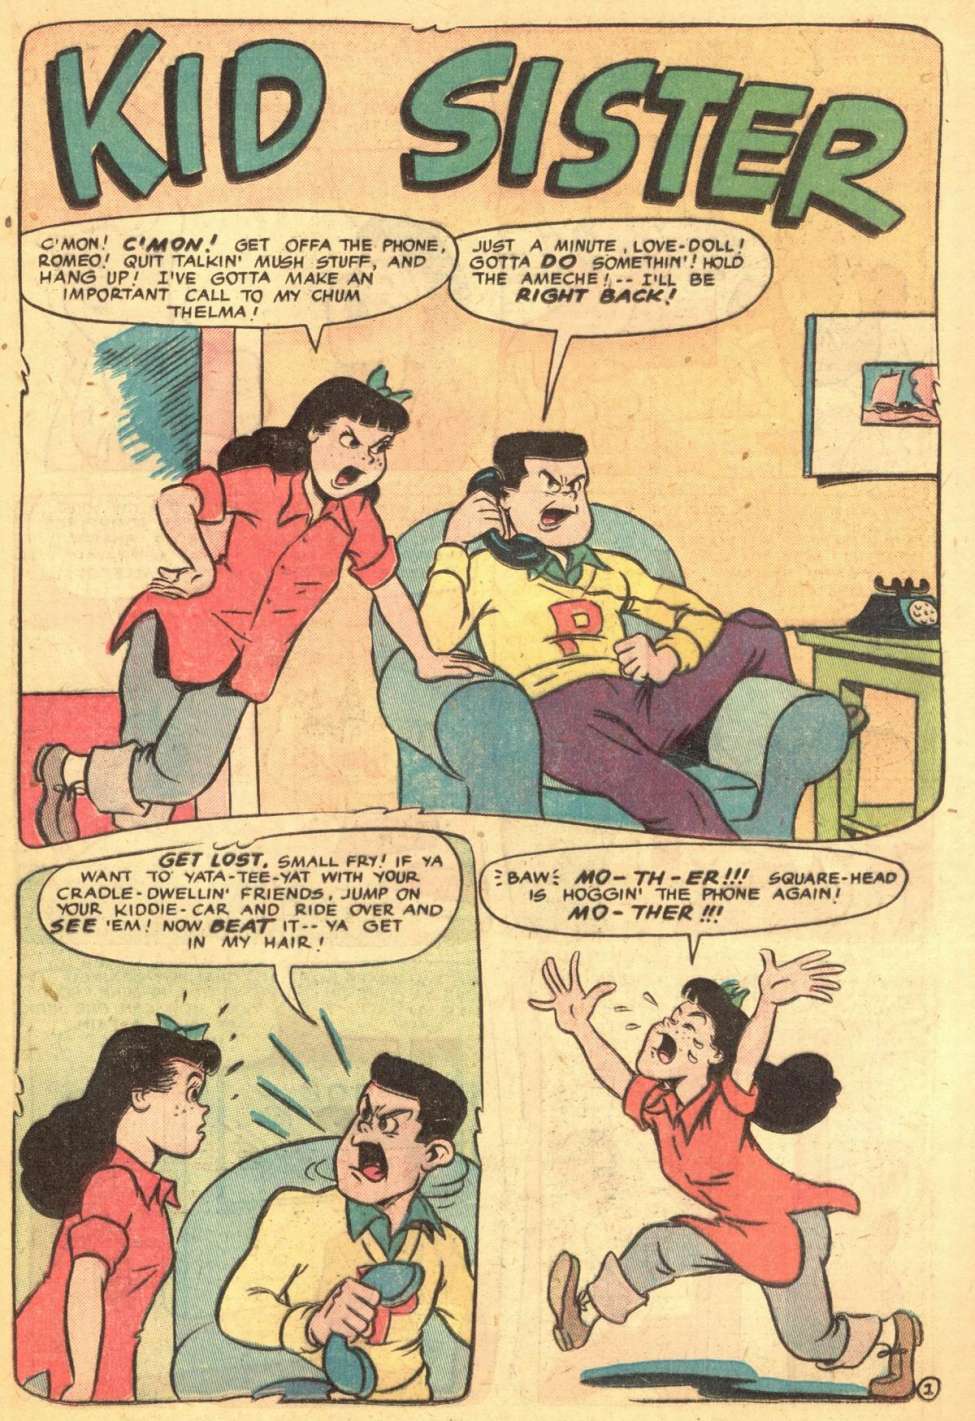 KID SISTER
C'MON! C'MON! GET OFFA THE PHONE,
ROMEO! QUIT TALKIN' MUSH STUFF, AND
HANG UP! I'VE GOTTA MAKE AN
IMPORTANT CALL TO MY CHUM
THELMA!
JUST A MINUTE, LOVE-DOLL!
GOTTA DO SOMETHIN'! HOLD
THE AMECHE!-- I'LL BE
RIGHT BACK!
P
GET LOST, SMALL FRY! IF YA
WANT TO YATA-TEE-YAT WITH YOUR
CRADLE-DWELLIN' FRIENDS, JUMP ON
YOUR KIDDIE-CAR AND RIDE OVER AND
SEE 'EM! NOW BEAT IT-- YA GET
IN MY HAIR!
BAW MO-TH-ER!!! SQUARE-HEAD
IS HOGGIN' THE PHONE AGAIN!
MO-THER!!!
1